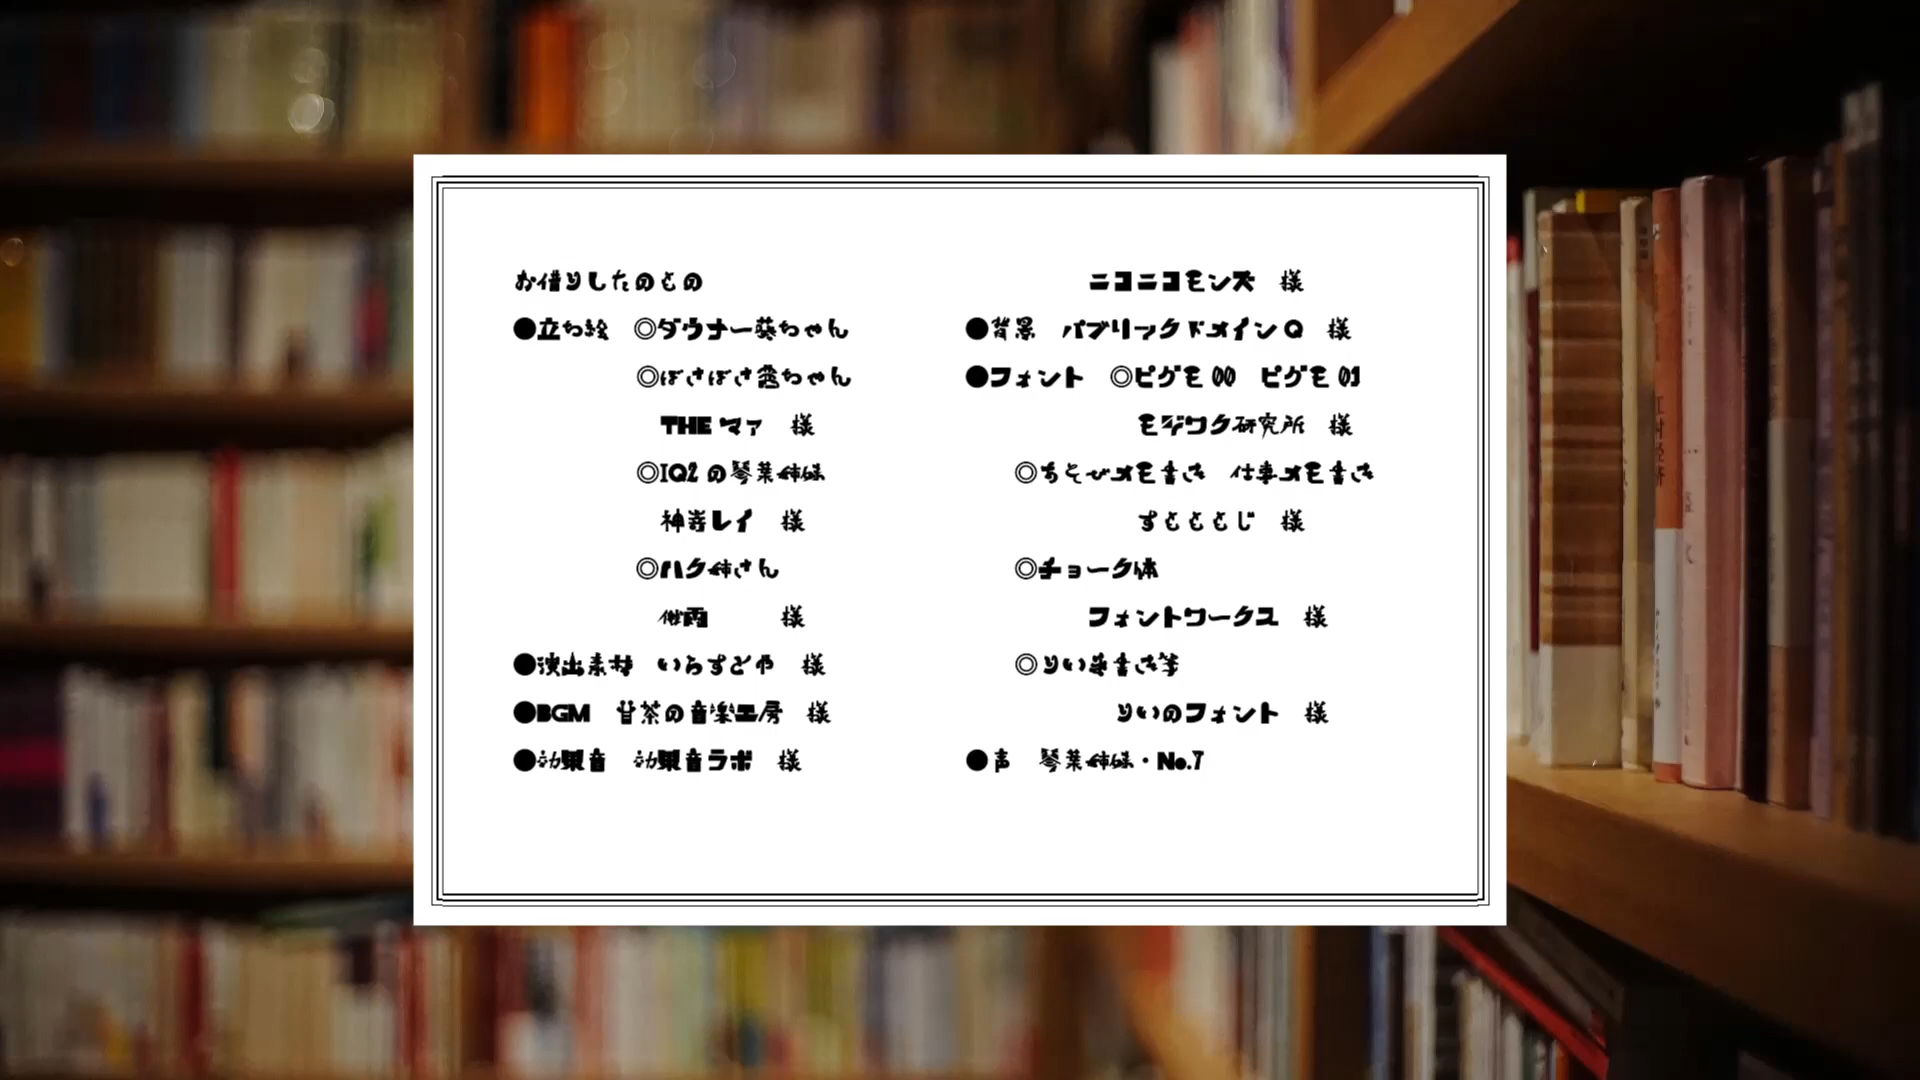 お借りしたのもの
●立ち絵　◎ダウナー葵ちゃん
◎ぼさぼさ茜ちゃん
THE マァ　様
◎IQ2 の琴葉姉妹
神嵜レイ　様
◎ハク姉さん
様
●演出素材　いらすとや　様
●BGM　甘茶の音楽工房　様
●効果音　効果音ラボ　様
ニコニコモンズ　様
●背景　パブリックドメインQ　様
●フォント　◎ピグモ 00　ピグモ 01
モジワク研究所　様
◎あそびメモ書き　仕事メモ書き
すもももじ　様
◎チョーク体
フォントワークス　様
◎りい楽書き筆
りいのフォント　様
●声　琴葉姉妹・No.7